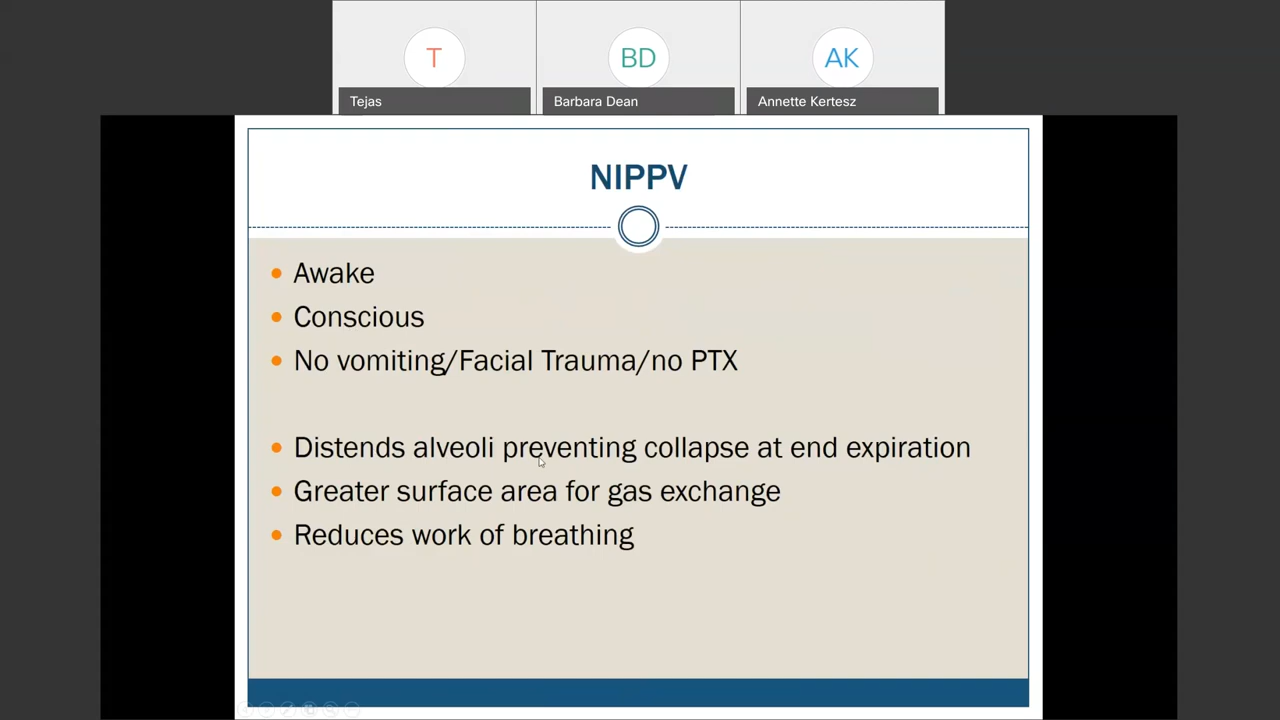 T
BD
AK
Tejas
Barbara Dean
Annette Kertesz
NIPPV
Awake
Conscious
No vomiting/Facial Trauma/no PTX
Distends alveoli preventing collapse at end expiration
Greater surface area for gas exchange
Reduces work of breathing